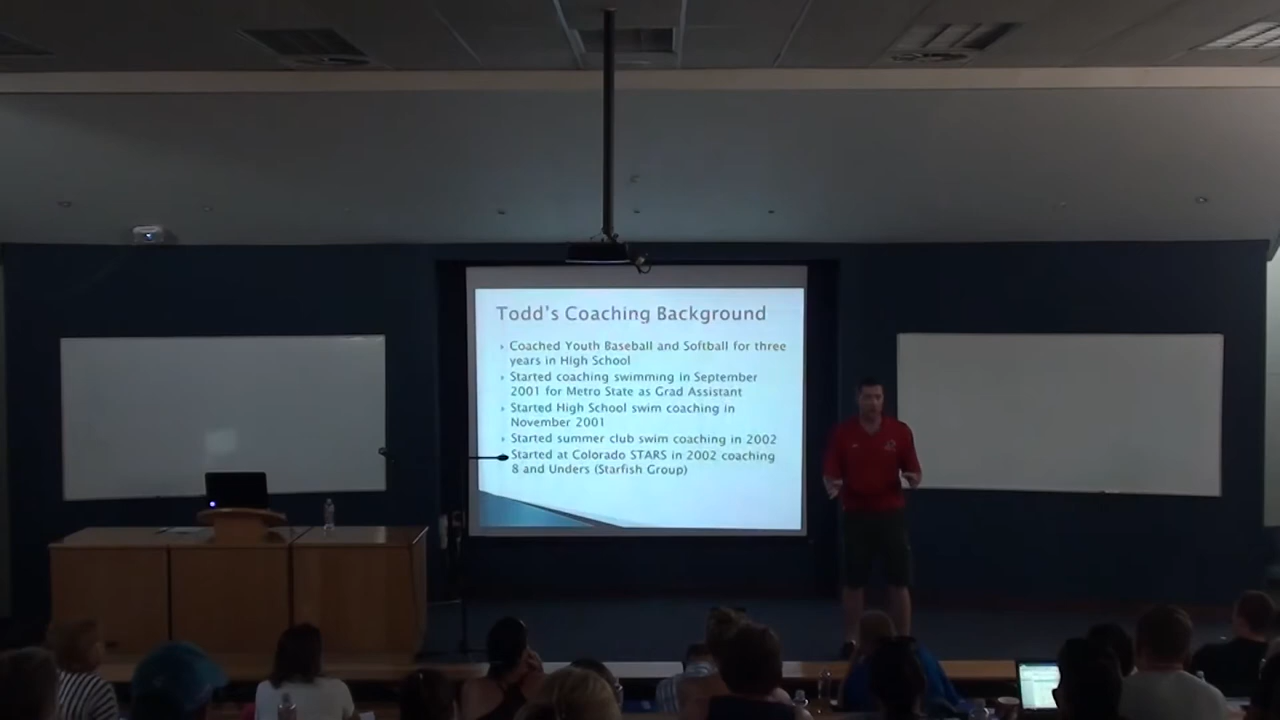 Todd's Coaching Background
Coached Youth Baseball and Softball for three
years in High School
Started coaching swimming in September
2001 for Metro State as Grad Assistant
Started High School swim coaching in
November 2001
Started summer club swim coaching in 2002
Started at Colorado STARS in 2002 coaching
8 and Unders (Starfish Group)